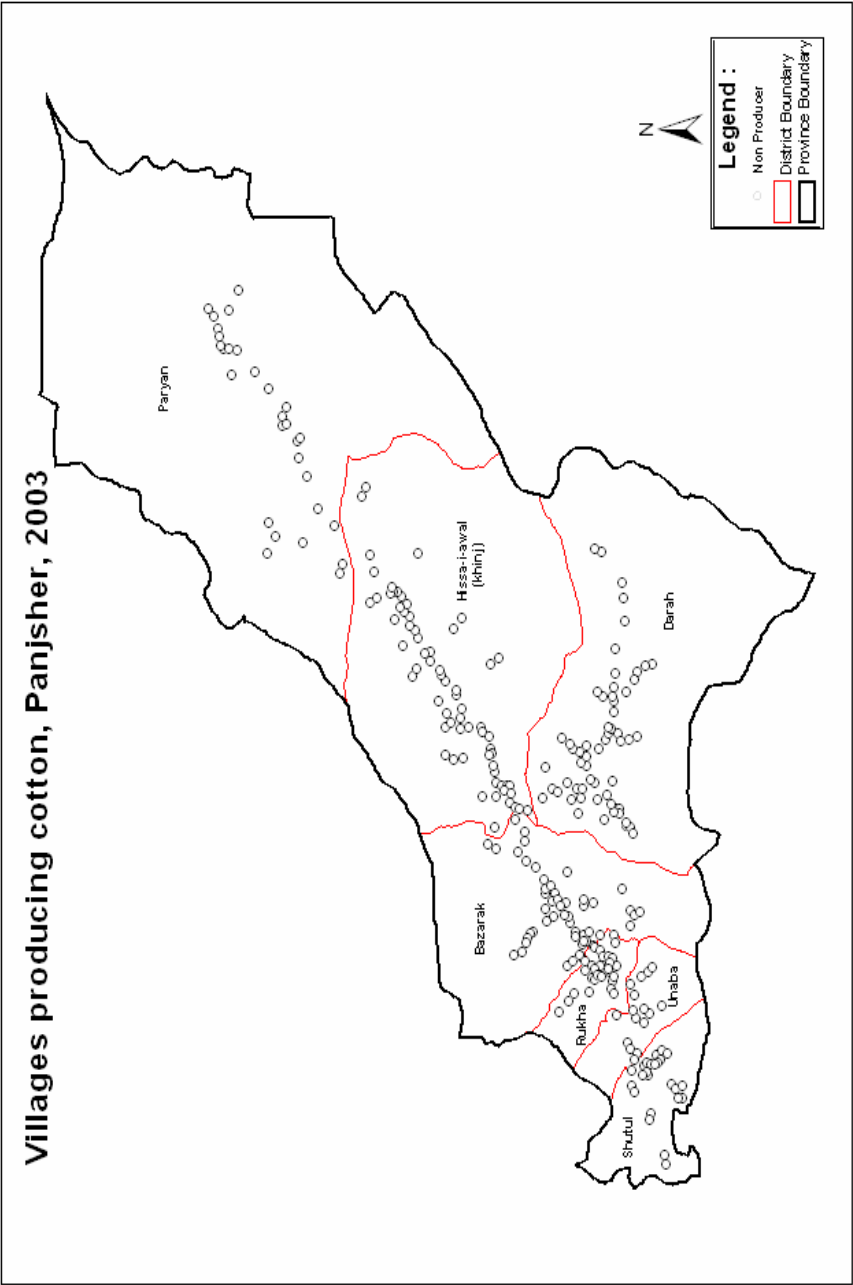 Villages producing cotton, Panjsher, 2003
Paryan
Hissa-i-awal
(khinj)
Bazarak
Darah
Rukha
Unaba
Shutul
N
Legend :
Non Producer
District Boundary
Province Boundary